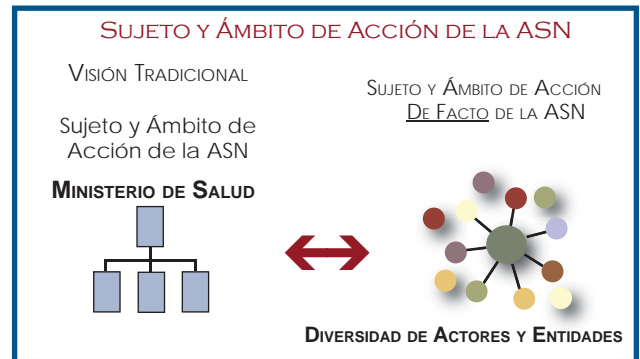 SUJETO Y ÁMBITO DE ACCIÓN DE LA ASN
VISIÓN TRADICIONAL
Sujeto y Ámbito de
Acción de la ASN
MINISTERIO DE SALUD
SUJETO Y ÁMBITO DE ACCIÓN
DE FACTO DE LA ASN
DIVERSIDAD DE ACTORES Y ENTIDADES